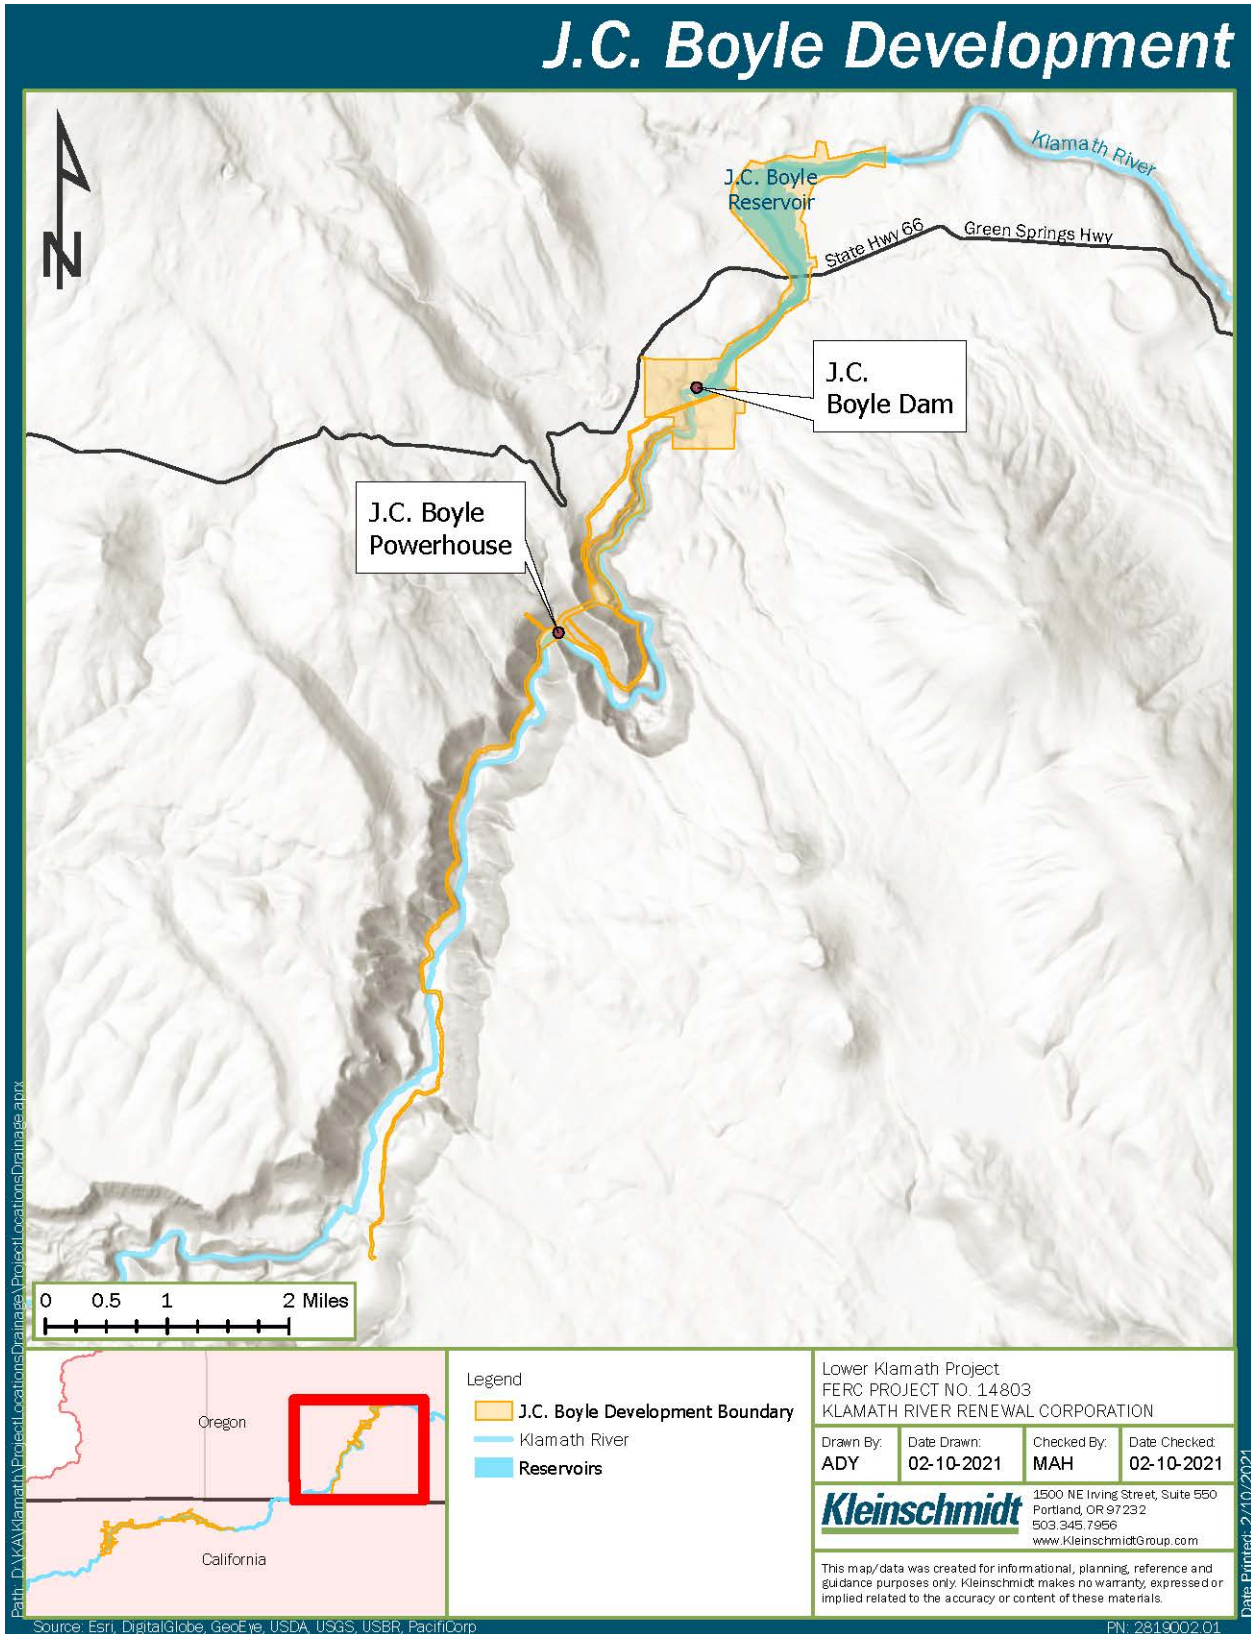 J.C. Boyle Development
N
Klamath River
J.C. Boyle
Reservoir
State Hwy 66
Green Springs Hwy
J.C.
Boyle Dam
J.C. Boyle
Powerhouse
0 0.5 1 2 Miles
Oregon
California
Legend
J.C. Boyle Development Boundary
Klamath River
Reservoirs
Lower Klamath Project
FERC PROJECT NO. 14803
KLAMATH RIVER RENEWAL CORPORATION
Drawn By:
ADY
Date Drawn:
02-10-2021
Checked By:
MAH
Date Checked:
02-10-2021
Kleinschmidt
1500 NE Irving Street, Suite 550
Portland, OR 97232
503.345.7956
www.KleinschmidtGroup.com
This map/data was created for informational, planning, reference and
guidance purposes only. Kleinschmidt makes no warranty, expressed or
implied related to the accuracy or content of these materials.
Path: D:\KA\Klamath\ProjectLocationsDrainage\ProjectLocationsDrainage.aprx
Date Printed: 2/10/2021
Source: Esri, DigitalGlobe, GeoEye, USDA, USGS, USBR, PacifiCorp
PN: 2819002.01